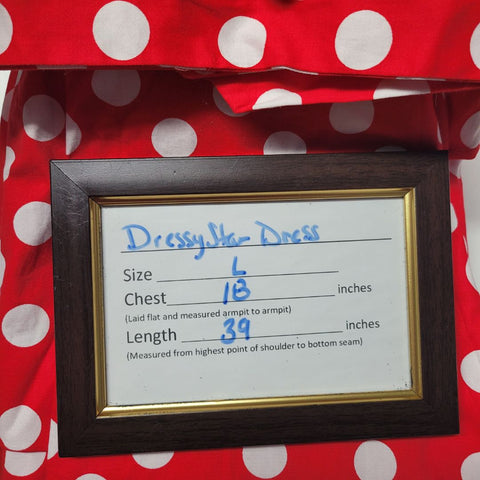 DressyStar Dress
Size L
Chest 18 inches
(Laid flat and measured armpit to armpit)
Length 39 inches
(Measured from highest point of shoulder to bottom seam)